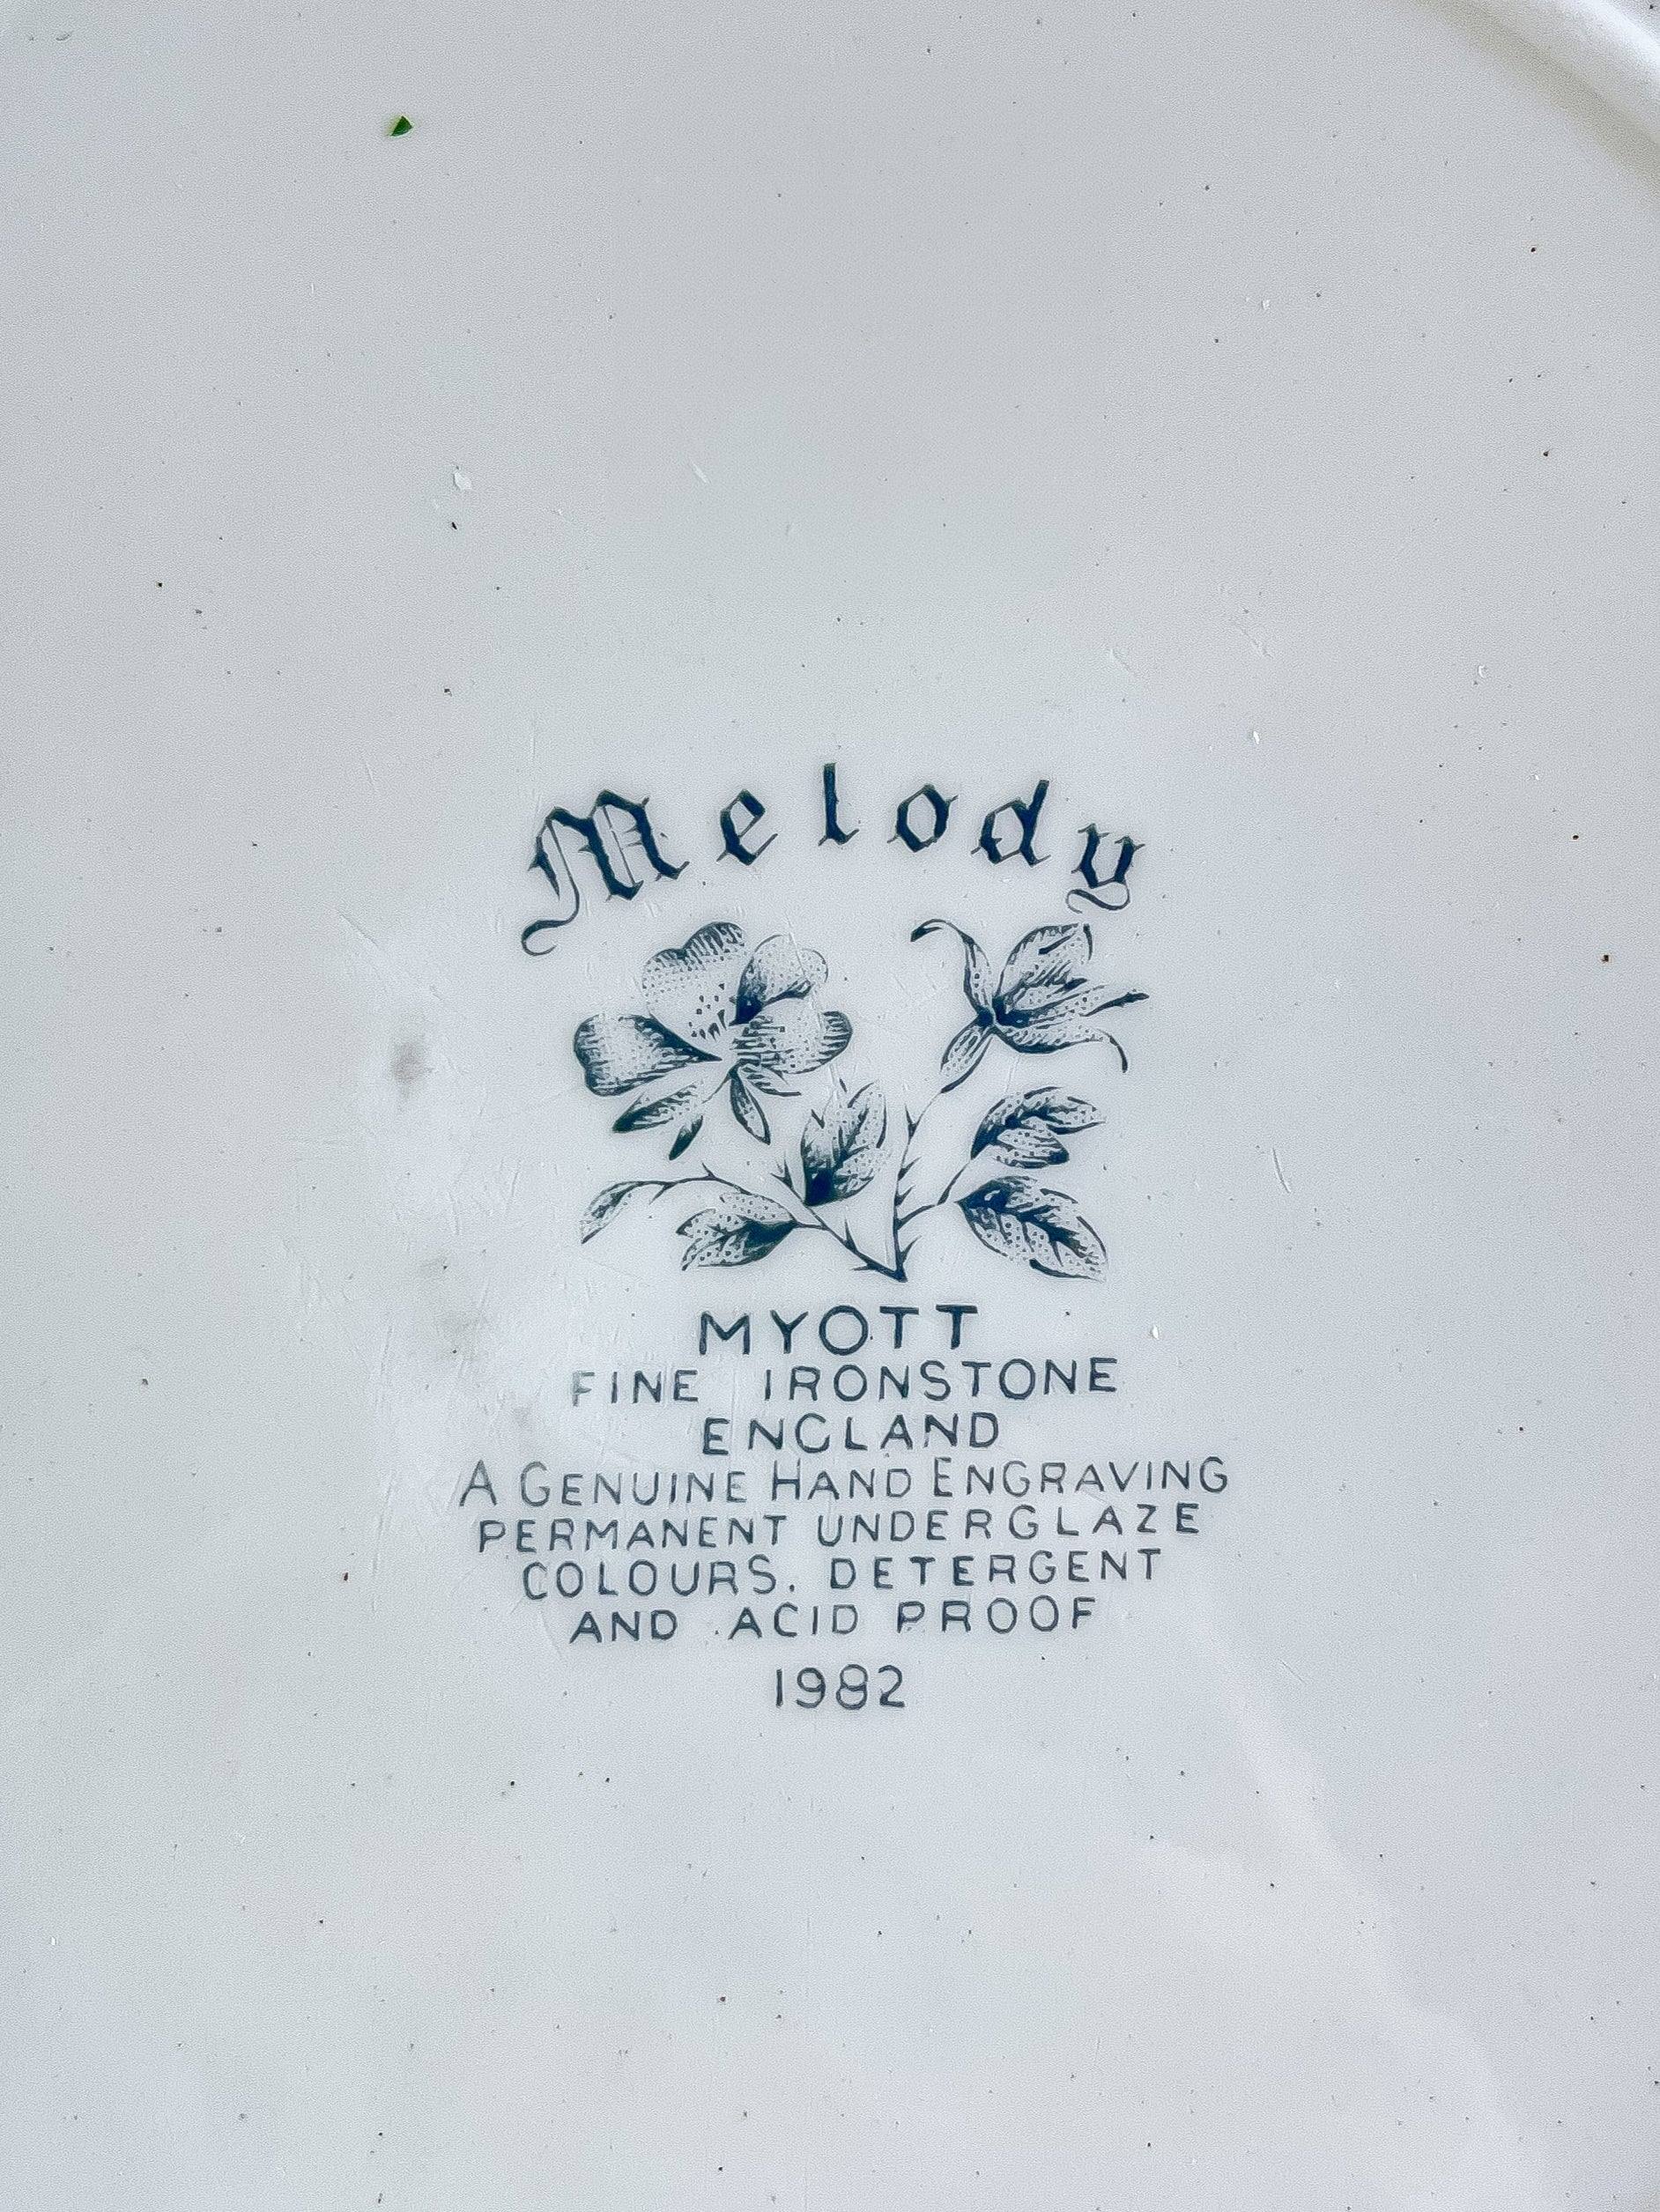 Melody
MYOTT
FINE IRONSTONE
ENGLAND
A GENUINE HAND ENGRAVING
PERMANENT UNDERGLAZE
COLOURS. DETERGENT
AND ACID PROOF
1982